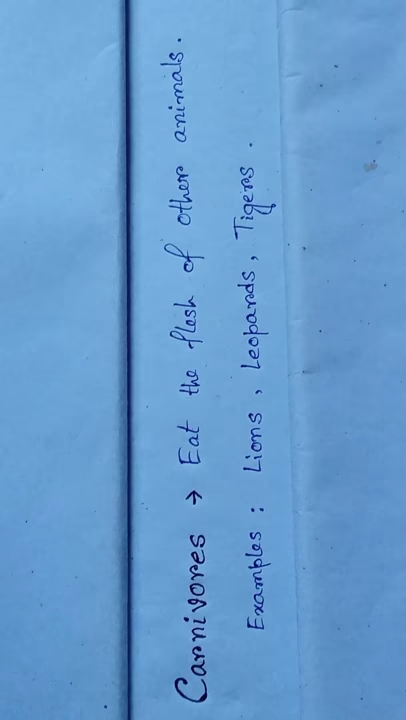 Carnivores → Eat the flesh of other animals.
Examples : Lions , Leopards , Tigers .